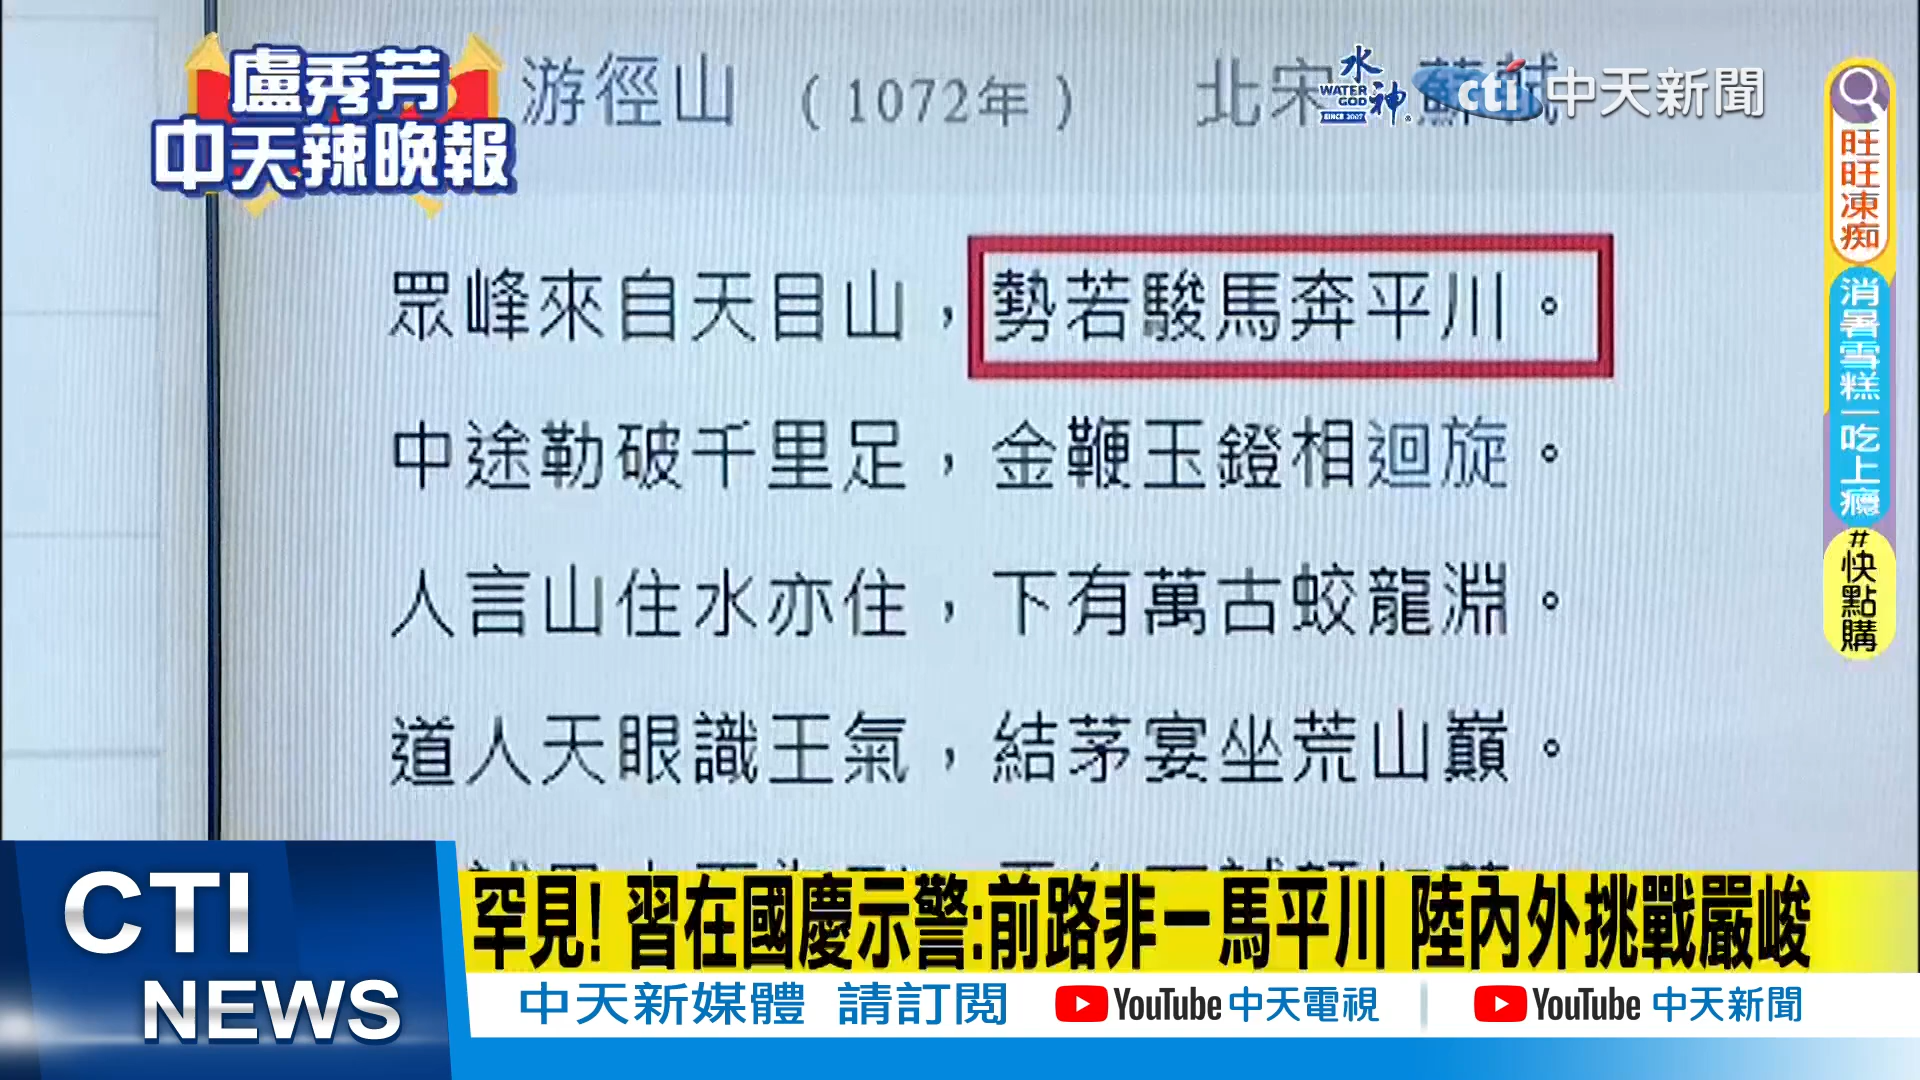 盧秀芳
中天辣晚報
游徑山 (1072年) 北宋
水神
WATER GOD
SINCE 2007
cti 中天新聞
眾峰來自天目山，勢若駿馬奔平川。
中途勒破千里足，金鞭玉鐙相迴旋。
人言山住水亦住，下有萬古蛟龍淵。
道人天眼識王氣，結茅宴坐荒山巔。
旺旺凍痴
消暑雪糕一吃上癮
#快點購
CTI
NEWS
罕見! 習在國慶示警:前路非一馬平川 陸內外挑戰嚴峻
中天新媒體 請訂閱 YouTube 中天電視 | YouTube 中天新聞